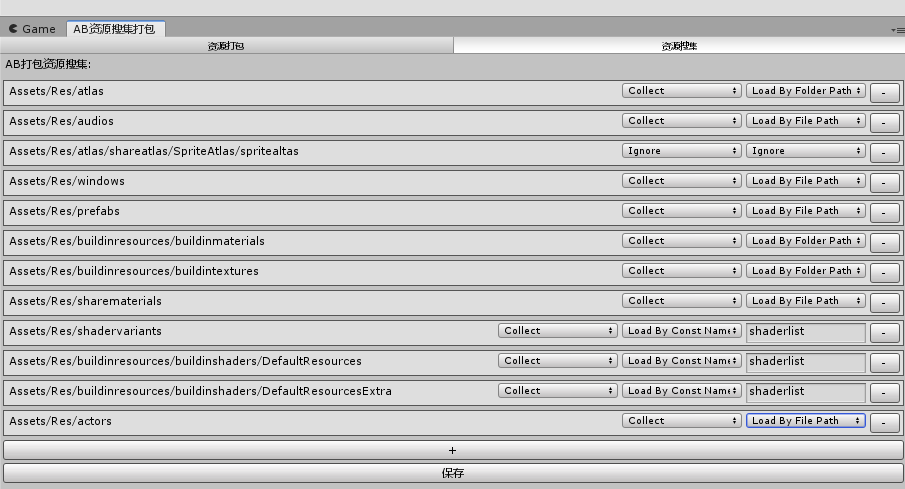 Game AB资源搜集打包
资源打包 资源搜集
AB打包资源搜集:
Assets/Res/atlas Collect Load By Folder Path -
Assets/Res/audios Collect Load By File Path -
Assets/Res/atlas/shareatlas/SpriteAtlas/spritealtas Ignore Ignore -
Assets/Res/windows Collect Load By File Path -
Assets/Res/prefabs Collect Load By File Path -
Assets/Res/buildinresources/buildinmaterials Collect Load By Folder Path -
Assets/Res/buildinresources/buildintextures Collect Load By Folder Path -
Assets/Res/sharematerials Collect Load By File Path -
Assets/Res/shadervariants Collect Load By Const Name shaderlist -
Assets/Res/buildinresources/buildinshaders/DefaultResources Collect Load By Const Name shaderlist -
Assets/Res/buildinresources/buildinshaders/DefaultResourcesExtra Collect Load By Const Name shaderlist -
Assets/Res/actors Collect Load By File Path -
+
保存